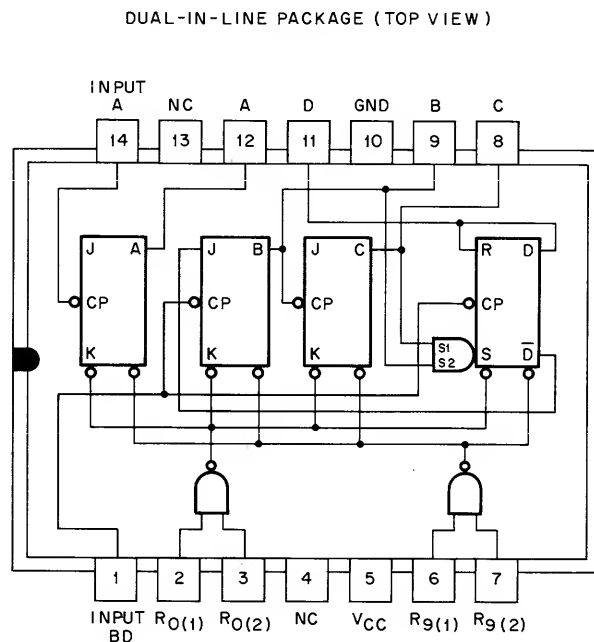 DUAL-IN-LINE PACKAGE (TOP VIEW)
INPUT
A NC A D GND B C
14 13 12 11 10 9 8
J A J B J C R D
CP CP CP CP
S1
S2
K K K S D̅
1 2 3 4 5 6 7
INPUT R0(1) R0(2) NC VCC R9(1) R9(2)
BD